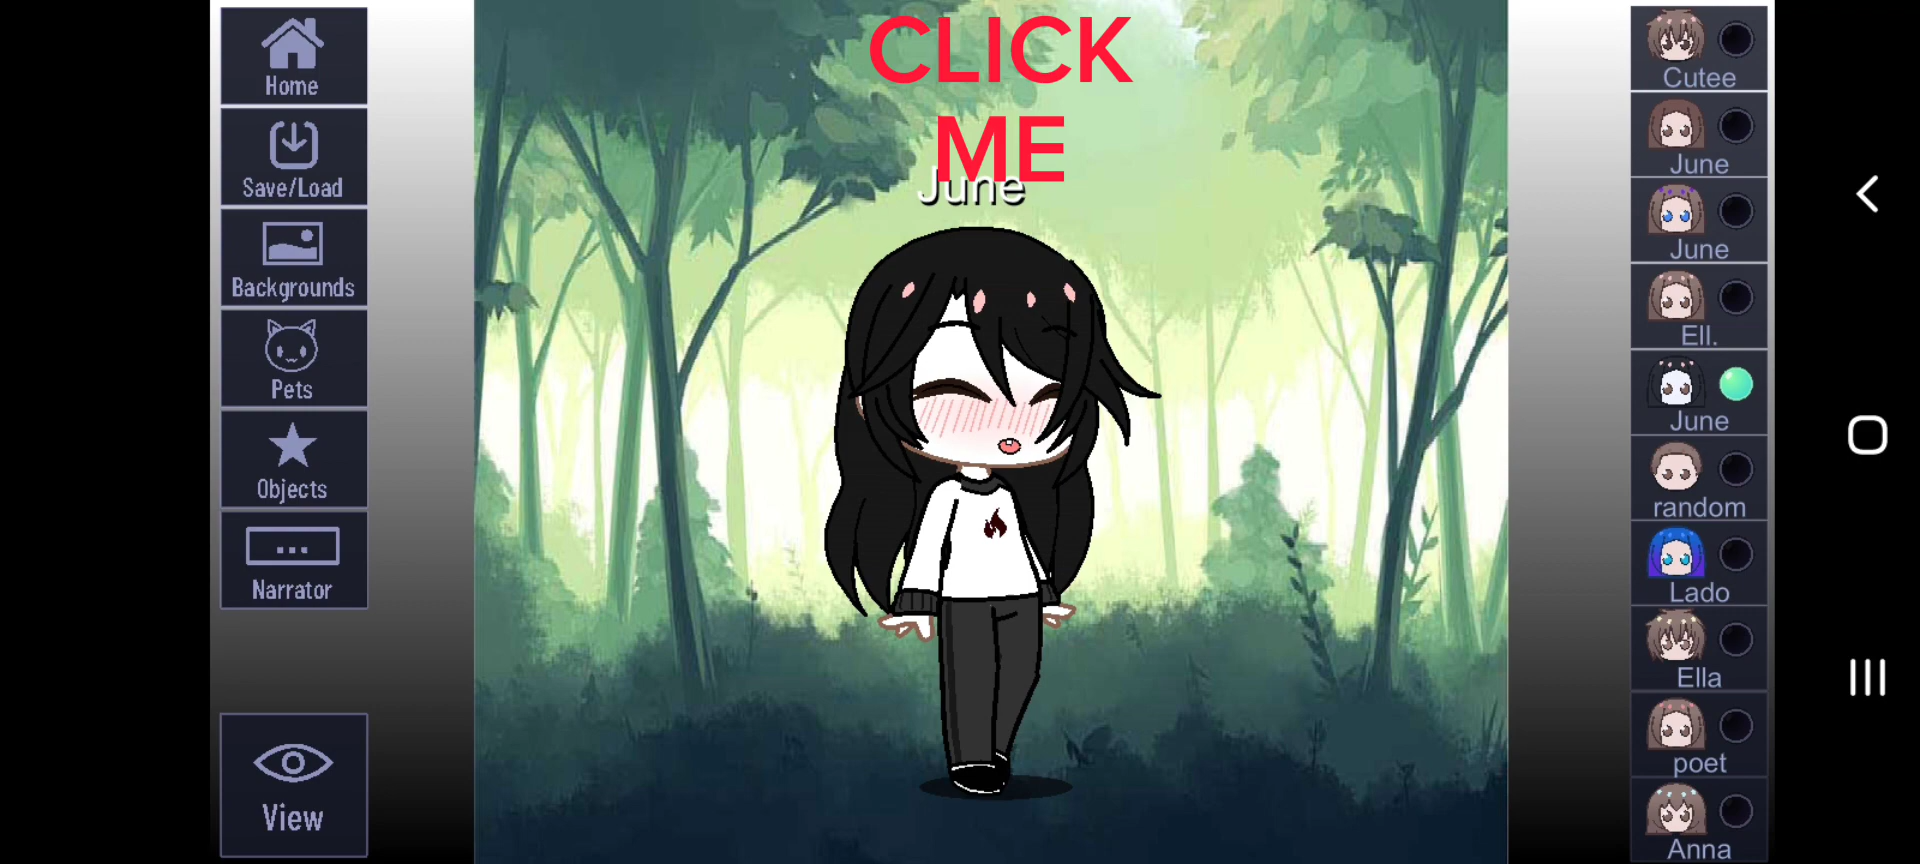 Home
Save/Load
Backgrounds
Pets
Objects
Narrator
View
CLICK
ME
June
Cutee
June
June
Ell.
June
random
Lado
Ella
poet
Anna